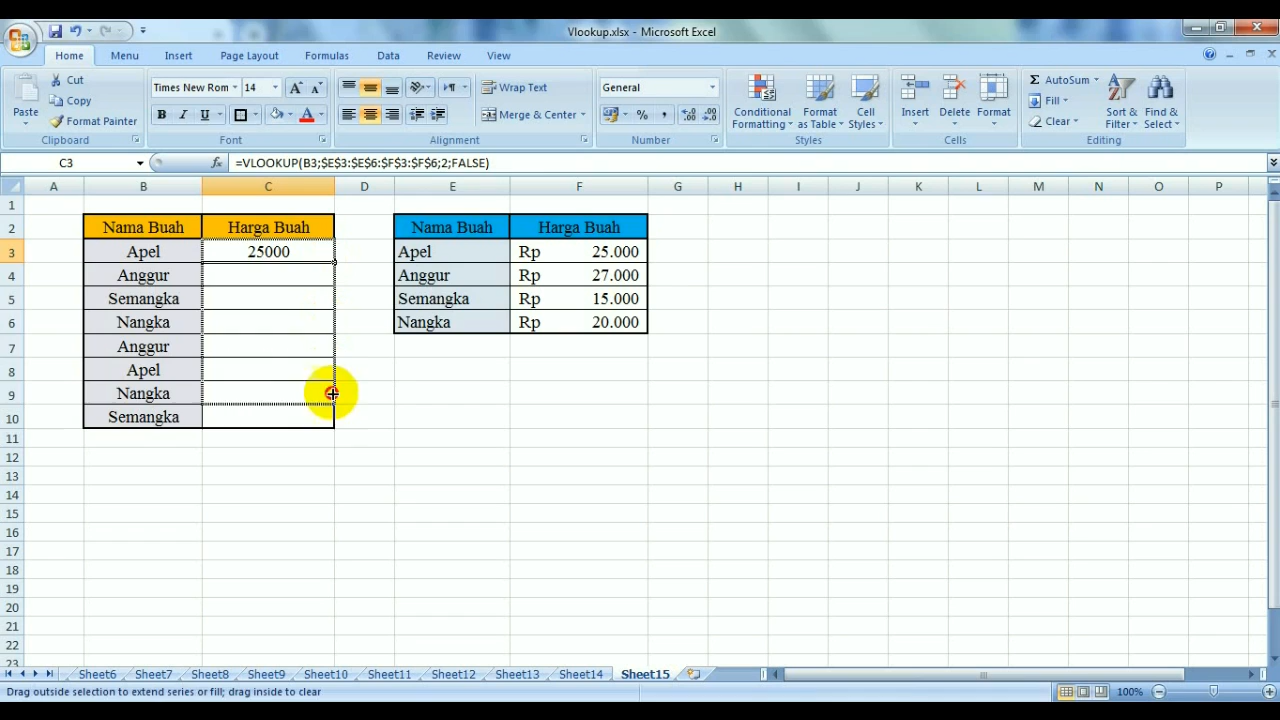 Vlookup.xlsx - Microsoft Excel
Home Menu Insert Page Layout Formulas Data Review View
Paste Cut Copy Format Painter
Times New Rom 14
B I U A
Wrap Text
Merge & Center
General
%
Conditional Formatting
Format as Table
Cell Styles
Insert Delete Format
Σ AutoSum
Fill
Clear
Sort & Filter
Find & Select
Clipboard Font Alignment Number Styles Cells Editing
C3 fx =VLOOKUP(B3;$E$3:$E$6:$F$3:$F$6;2;FALSE)
A B C D E F G H I J K L M N O P
1
2 Nama Buah Harga Buah Nama Buah Harga Buah
3 Apel 25000 Apel Rp 25.000
4 Anggur Anggur Rp 27.000
5 Semangka Semangka Rp 15.000
6 Nangka Nangka Rp 20.000
7 Anggur
8 Apel
9 Nangka
10 Semangka
11
12
13
14
15
16
17
18
19
20
21
22
23
Sheet6 Sheet7 Sheet8 Sheet9 Sheet10 Sheet11 Sheet12 Sheet13 Sheet14 Sheet15
Drag outside selection to extend series or fill; drag inside to clear 100%